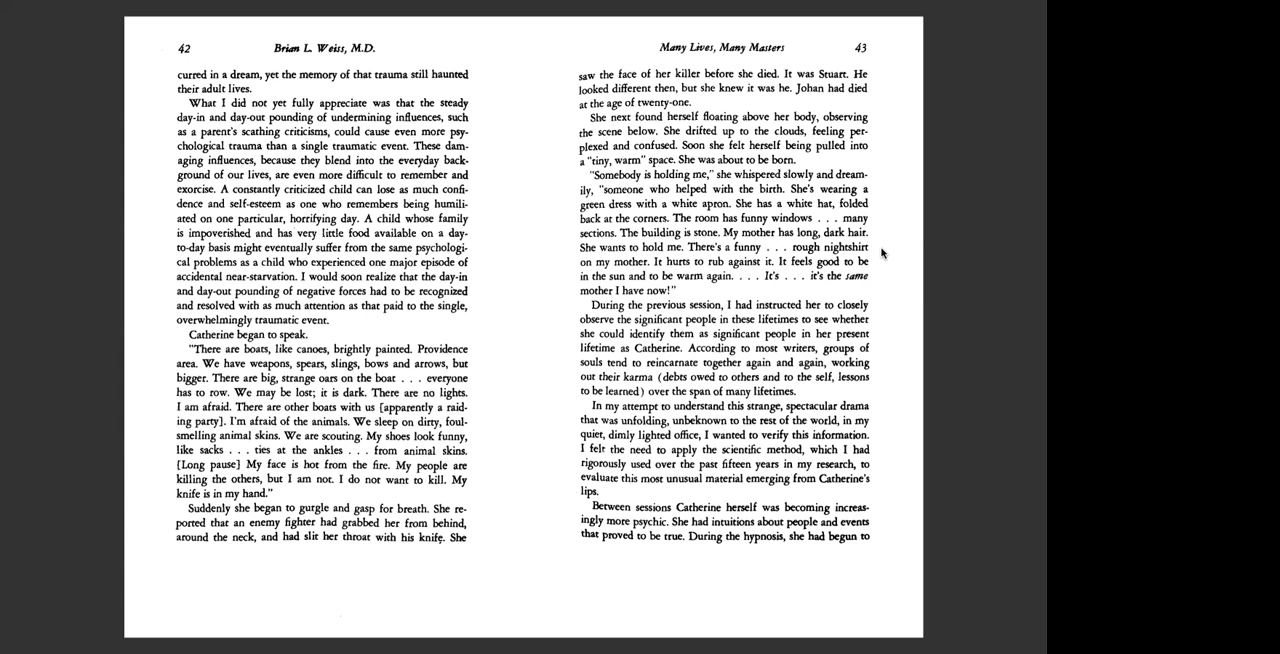 42 Brian L. Weiss, M.D.
curred in a dream, yet the memory of that trauma still haunted
their adult lives.
What I did not yet fully appreciate was that the steady
day-in and day-out pounding of undermining influences, such
as a parent's scathing criticisms, could cause even more psy-
chological trauma than a single traumatic event. These dam-
aging influences, because they blend into the everyday back-
ground of our lives, are even more difficult to remember and
exorcise. A constantly criticized child can lose as much confi-
dence and self-esteem as one who remembers being humili-
ated on one particular, horrifying day. A child whose family
is impoverished and has very little food available on a day-
to-day basis might eventually suffer from the same psychologi-
cal problems as a child who experienced one major episode of
accidental near-starvation. I would soon realize that the day-in
and day-out pounding of negative forces had to be recognized
and resolved with as much attention as that paid to the single,
overwhelmingly traumatic event.
Catherine began to speak.
"There are boats, like canoes, brightly painted. Providence
area. We have weapons, spears, slings, bows and arrows, but
bigger. There are big, strange oars on the boat . . . everyone
has to row. We may be lost; it is dark. There are no lights.
I am afraid. There are other boats with us [apparently a raid-
ing party]. I'm afraid of the animals. We sleep on dirty, foul-
smelling animal skins. We are scouting. My shoes look funny,
like sacks . . . ties at the ankles . . . from animal skins.
[Long pause] My face is hot from the fire. My people are
killing the others, but I am not. I do not want to kill. My
knife is in my hand."
Suddenly she began to gurgle and gasp for breath. She re-
ported that an enemy fighter had grabbed her from behind,
around the neck, and had slit her throat with his knife. She
Many Lives, Many Masters 43
saw the face of her killer before she died. It was Stuart. He
looked different then, but she knew it was he. Johan had died
at the age of twenty-one.
She next found herself floating above her body, observing
the scene below. She drifted up to the clouds, feeling per-
plexed and confused. Soon she felt herself being pulled into
a "tiny, warm" space. She was about to be born.
"Somebody is holding me," she whispered slowly and dream-
ily, "someone who helped with the birth. She's wearing a
green dress with a white apron. She has a white hat, folded
back at the corners. The room has funny windows . . . many
sections. The building is stone. My mother has long, dark hair.
She wants to hold me. There's a funny . . . rough nightshirt
on my mother. It hurts to rub against it. It feels good to be
in the sun and to be warm again. . . . It's . . . it's the same
mother I have now!"
During the previous session, I had instructed her to closely
observe the significant people in these lifetimes to see whether
she could identify them as significant people in her present
lifetime as Catherine. According to most writers, groups of
souls tend to reincarnate together again and again, working
out their karma (debts owed to others and to the self, lessons
to be learned) over the span of many lifetimes.
In my attempt to understand this strange, spectacular drama
that was unfolding, unbeknown to the rest of the world, in my
quiet, dimly lighted office, I wanted to verify this information.
I felt the need to apply the scientific method, which I had
rigorously used over the past fifteen years in my research, to
evaluate this most unusual material emerging from Catherine's
lips.
Between sessions Catherine herself was becoming increas-
ingly more psychic. She had intuitions about people and events
that proved to be true. During the hypnosis, she had begun to